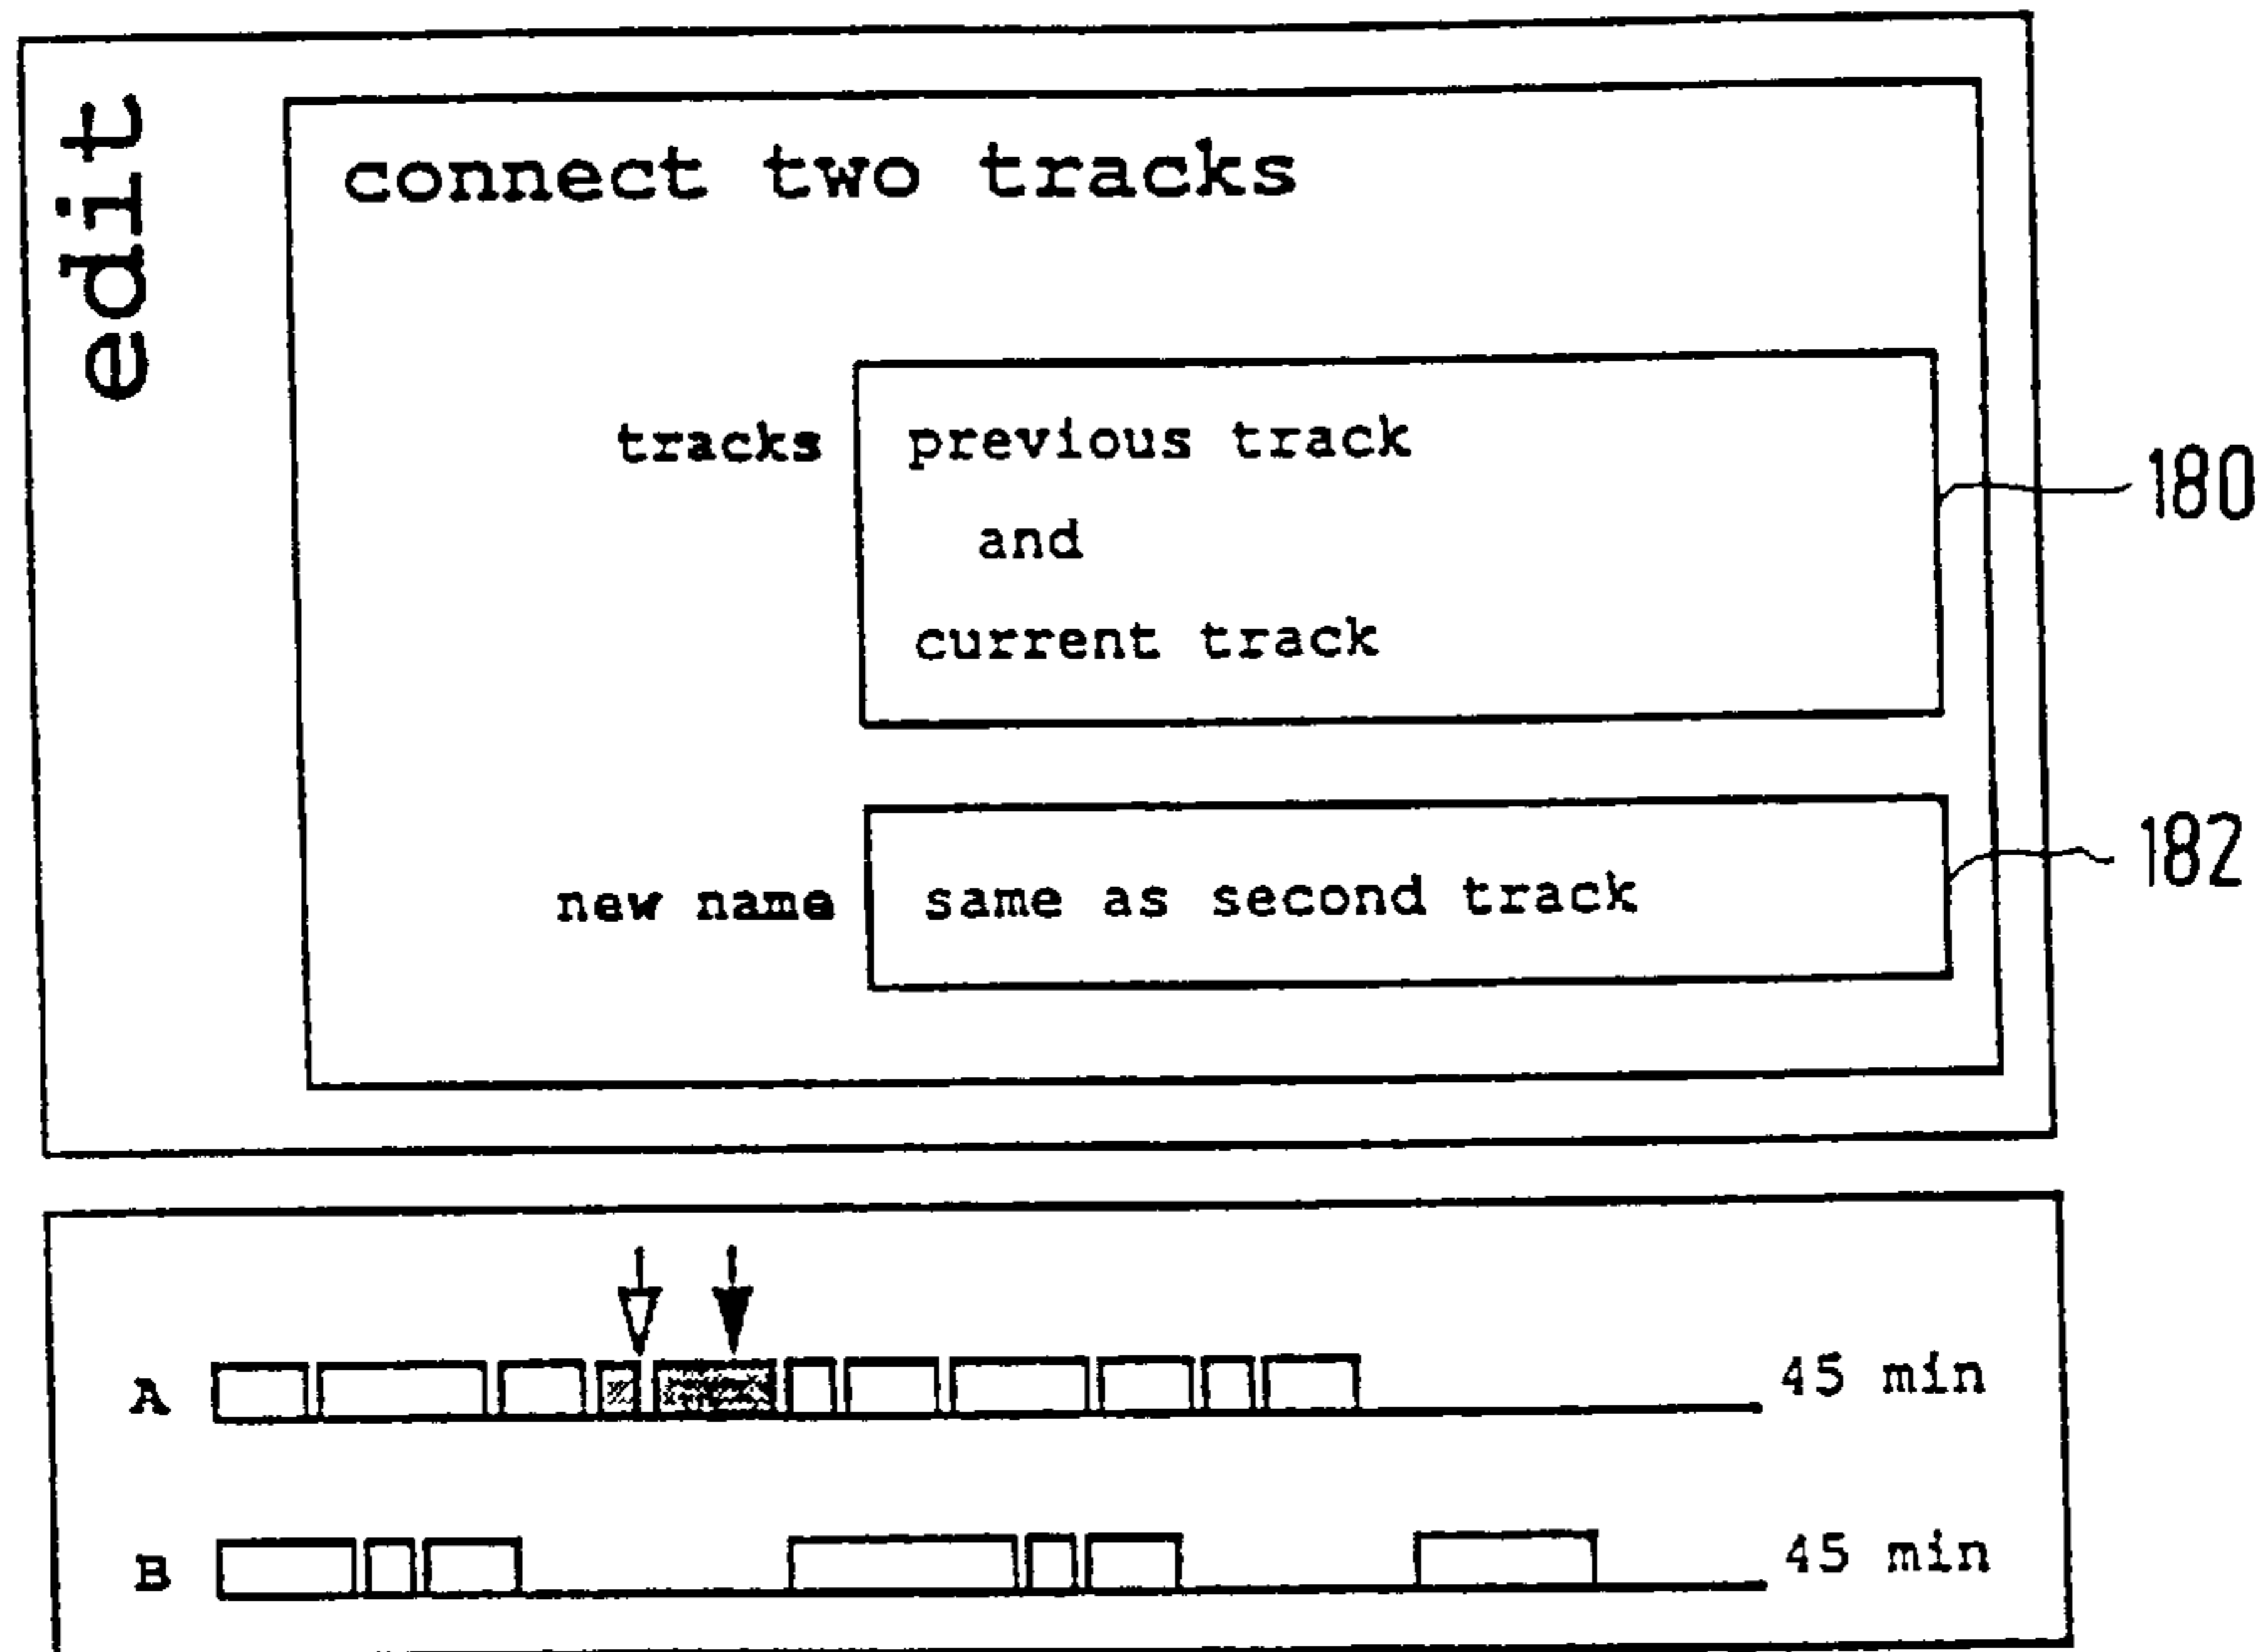 edit
connect two tracks
tracks
previous track
and
current track
180
new name
same as second track
182
A
45 min
B
45 min